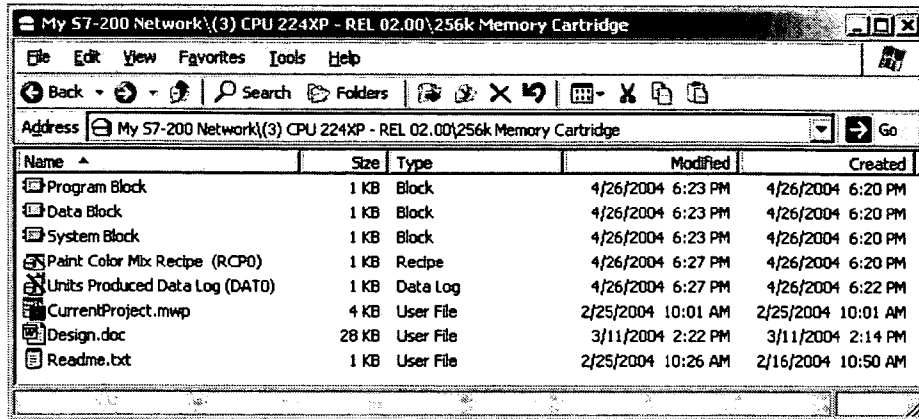 My S7-200 Network\(3) CPU 224XP - REL 02.00\256k Memory Cartridge
File Edit View Favorites Tools Help
Back Search Folders
Address My S7-200 Network\(3) CPU 224XP - REL 02.00\256k Memory Cartridge Go
Name Size Type Modified Created
Program Block 1 KB Block 4/26/2004 6:23 PM 4/26/2004 6:20 PM
Data Block 1 KB Block 4/26/2004 6:23 PM 4/26/2004 6:20 PM
System Block 1 KB Block 4/26/2004 6:23 PM 4/26/2004 6:20 PM
Paint Color Mix Recipe (RCP0) 1 KB Recipe 4/26/2004 6:27 PM 4/26/2004 6:20 PM
Units Produced Data Log (DAT0) 1 KB Data Log 4/26/2004 6:27 PM 4/26/2004 6:22 PM
CurrentProject.mwp 4 KB User File 2/25/2004 10:01 AM 2/25/2004 10:01 AM
Design.doc 28 KB User File 3/11/2004 2:22 PM 3/11/2004 2:14 PM
Readme.txt 1 KB User File 2/25/2004 10:26 AM 2/16/2004 10:50 AM